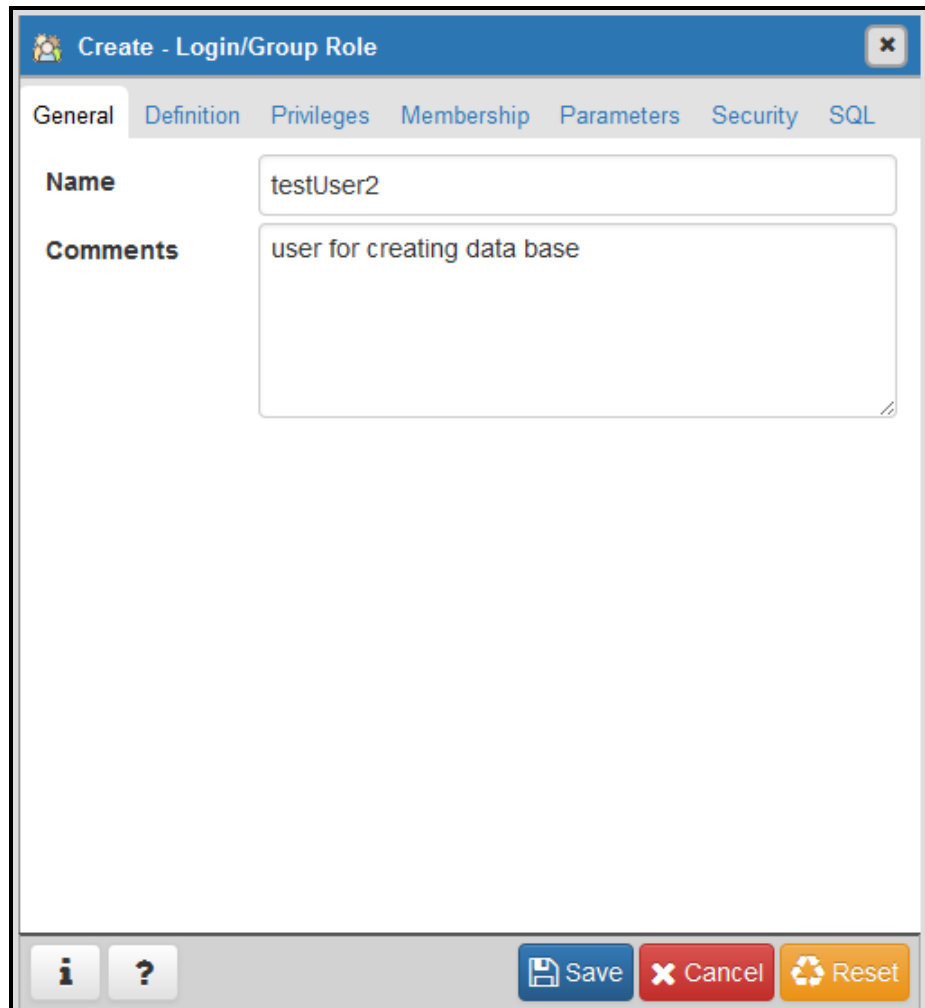 Create - Login/Group Role
General Definition Privileges Membership Parameters Security SQL
Name testUser2
Comments user for creating data base
i ? Save Cancel Reset